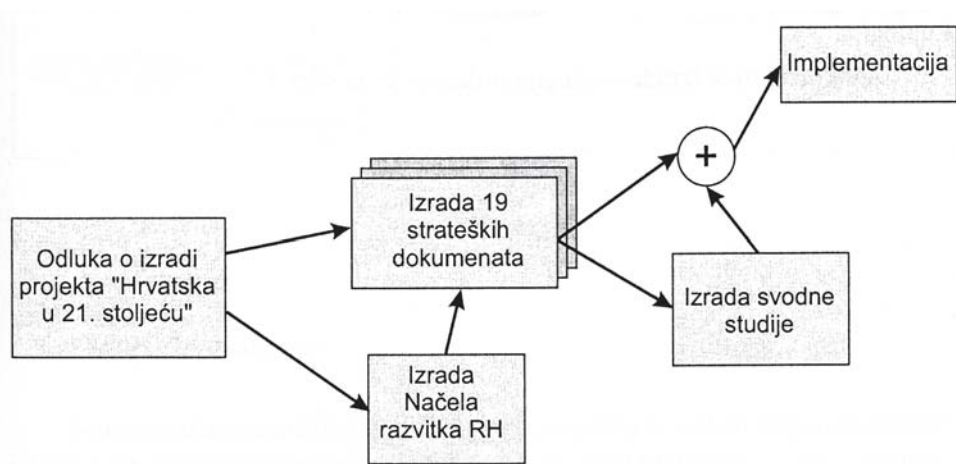 Implementacija
+
Izrada 19
strateških
dokumenata
Odluka o izradi
projekta "Hrvatska
u 21. stoljeću"
Izrada svodne
studije
Izrada
Načela
razvitka RH